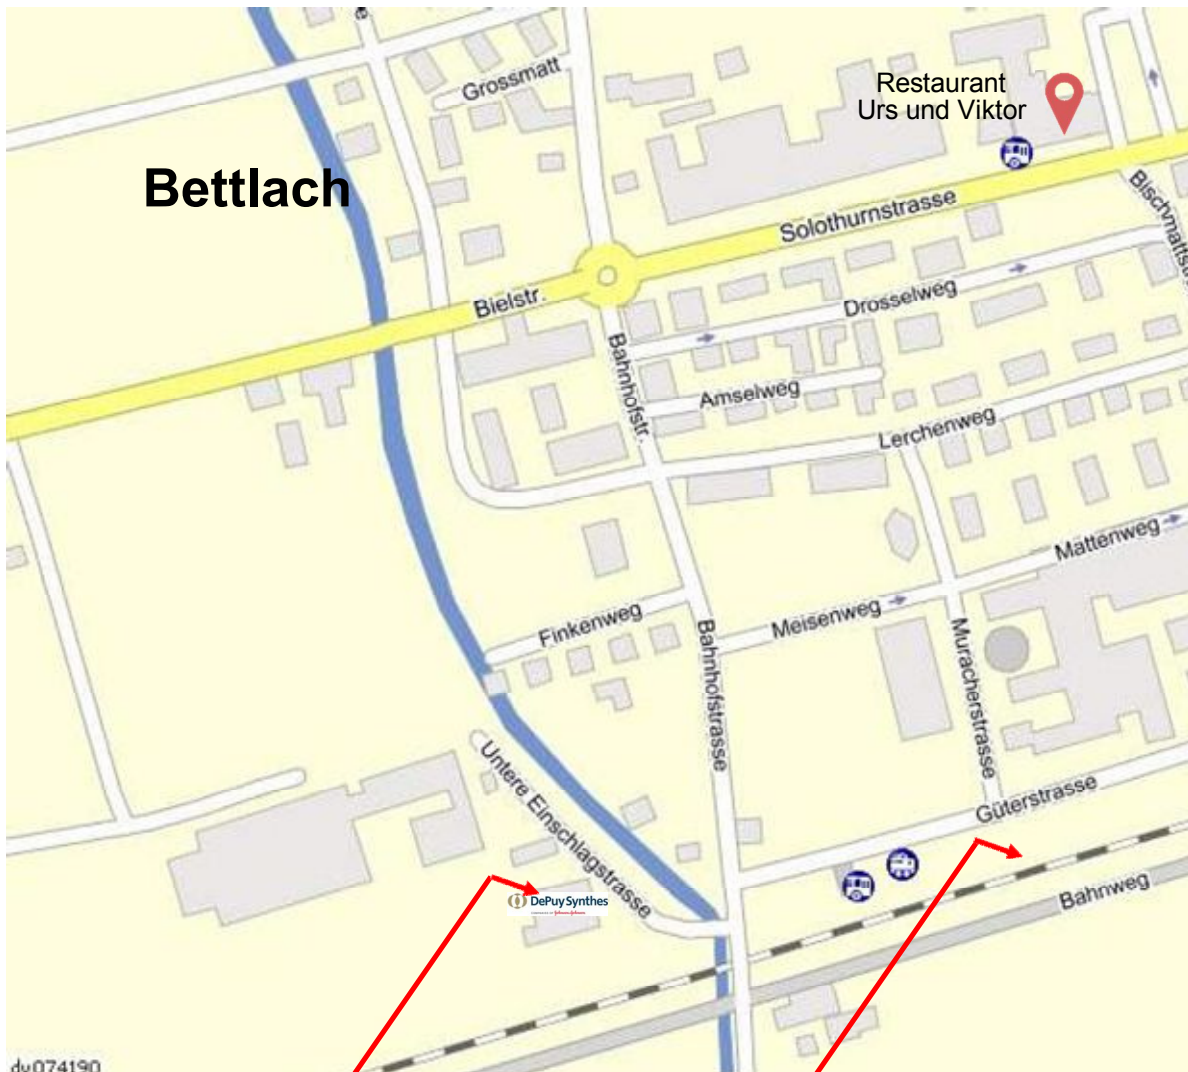 Grossmatt
Restaurant
Urs und Viktor
Bettlach
Bischmattstr
Solothurnstrasse
Bielstr.
Drosselweg
Bahnhofstr.
Amselweg
Lerchenweg
Mattenweg
Finkenweg
Meisenweg
Bahnhofstrasse
Muracherstrasse
Untere Einschlagstrasse
Güterstrasse
Bahnweg
DePuy Synthes
dv074190